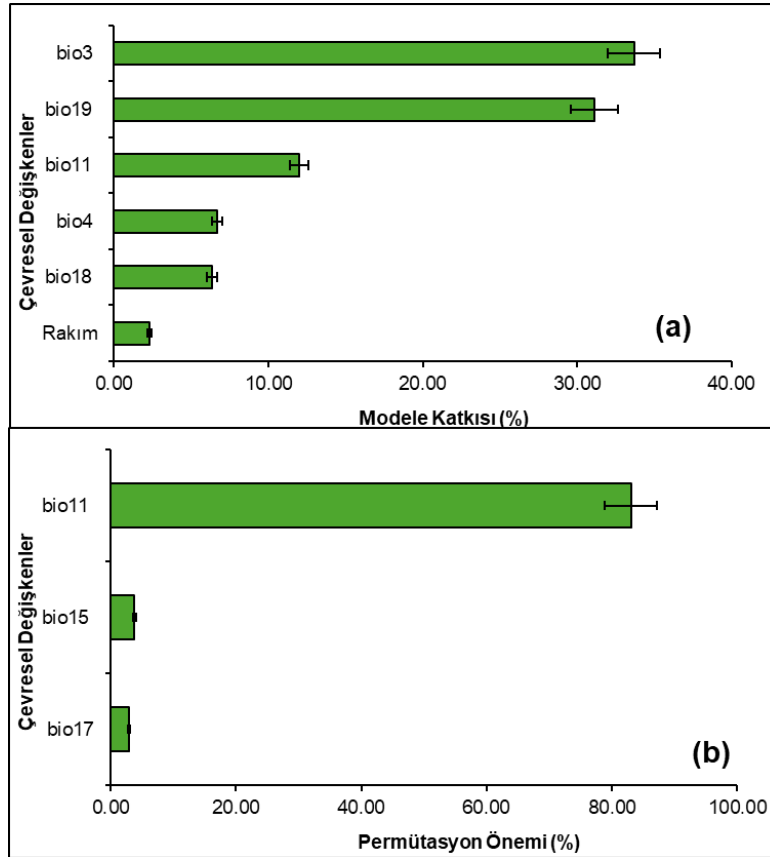 Çevresel Değişkenler
bio3
bio19
bio11
bio4
bio18
Rakım
(a)
0.00 10.00 20.00 30.00 40.00
Modele Katkısı (%)
Çevresel Değişkenler
bio11
bio15
bio17
(b)
0.00 20.00 40.00 60.00 80.00 100.00
Permütasyon Önemi (%)